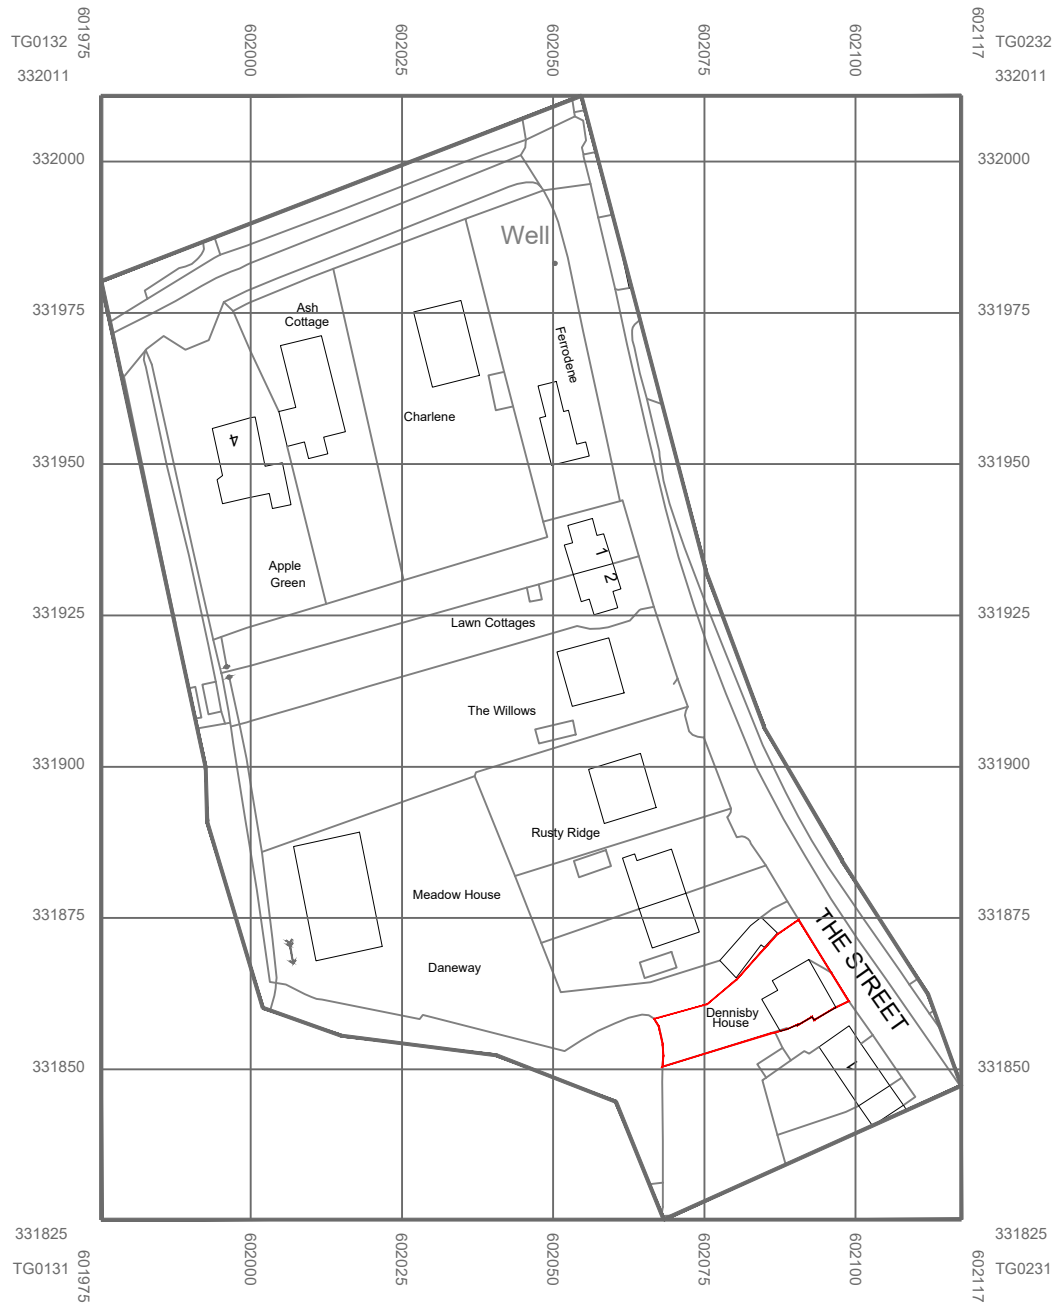 601975
602000
602025
602050
602075
602100
602117
TG0132
TG0232
332011
332011
332000
332000
Well
331975
331975
Ash
Cottage
Ferrodene
Charlene
4
331950
331950
1
Apple
Green
2
331925
331925
Lawn Cottages
The Willows
331900
331900
Rusty Ridge
Meadow House
331875
331875
THE STREET
Daneway
Dennisby
House
331850
331850
1
331825
331825
TG0131
TG0231
601975
602000
602025
602050
602075
602100
602117